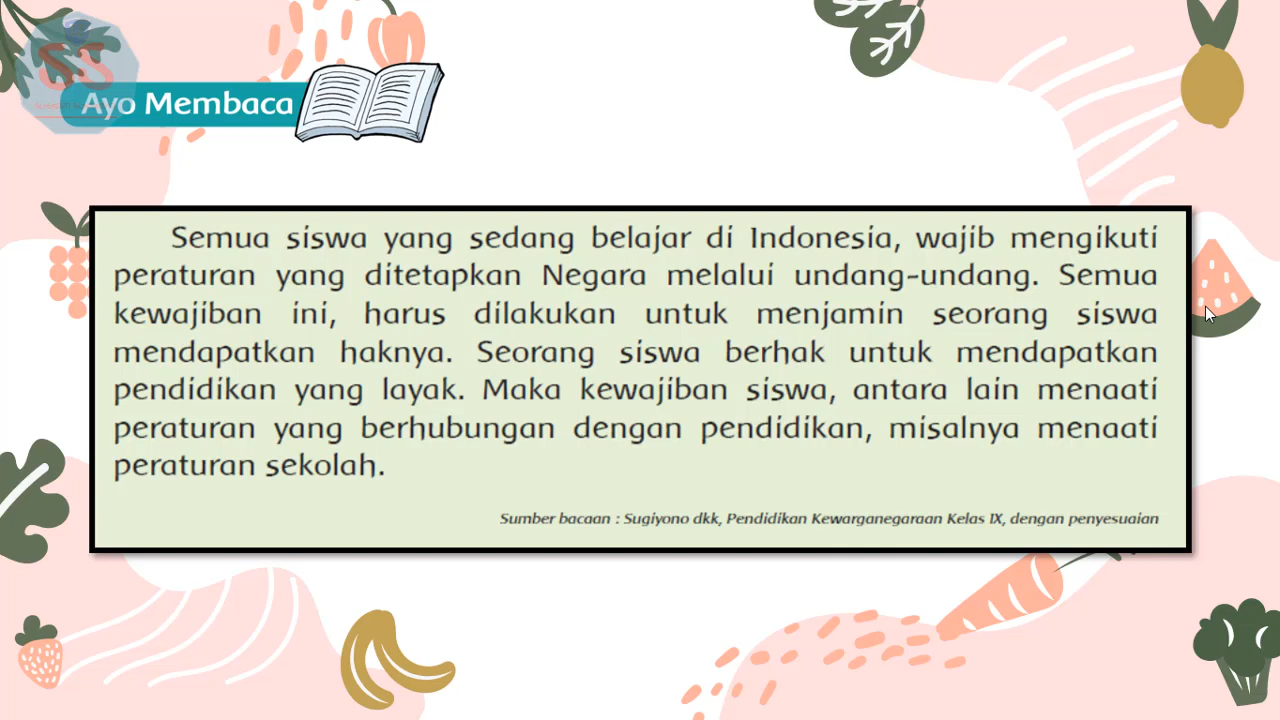 Ayo Membaca
Semua siswa yang sedang belajar di Indonesia, wajib mengikuti
peraturan yang ditetapkan Negara melalui undang-undang. Semua
kewajiban ini, harus dilakukan untuk menjamin seorang siswa
mendapatkan haknya. Seorang siswa berhak untuk mendapatkan
pendidikan yang layak. Maka kewajiban siswa, antara lain menaati
peraturan yang berhubungan dengan pendidikan, misalnya menaati
peraturan sekolah.
Sumber bacaan : Sugiyono dkk, Pendidikan Kewarganegaraan Kelas IX, dengan penyesuaian